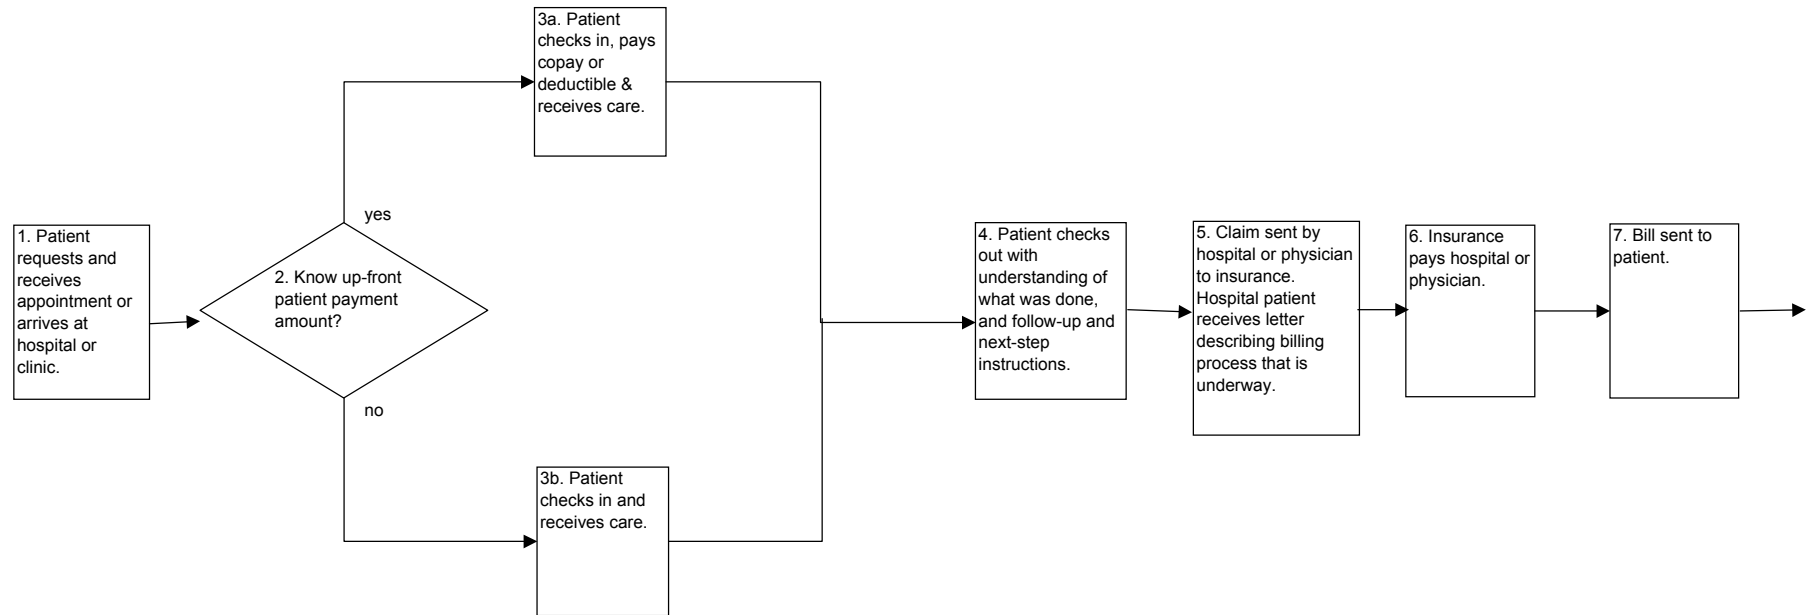 1. Patient
requests and
receives
appointment or
arrives at
hospital or
clinic.
2. Know up-front
patient payment
amount?
yes
no
3a. Patient
checks in, pays
copay or
deductible &
receives care.
3b. Patient
checks in and
receives care.
4. Patient checks
out with
understanding of
what was done,
and follow-up and
next-step
instructions.
5. Claim sent by
hospital or physician
to insurance.
Hospital patient
receives letter
describing billing
process that is
underway.
6. Insurance
pays hospital or
physician.
7. Bill sent to
patient.